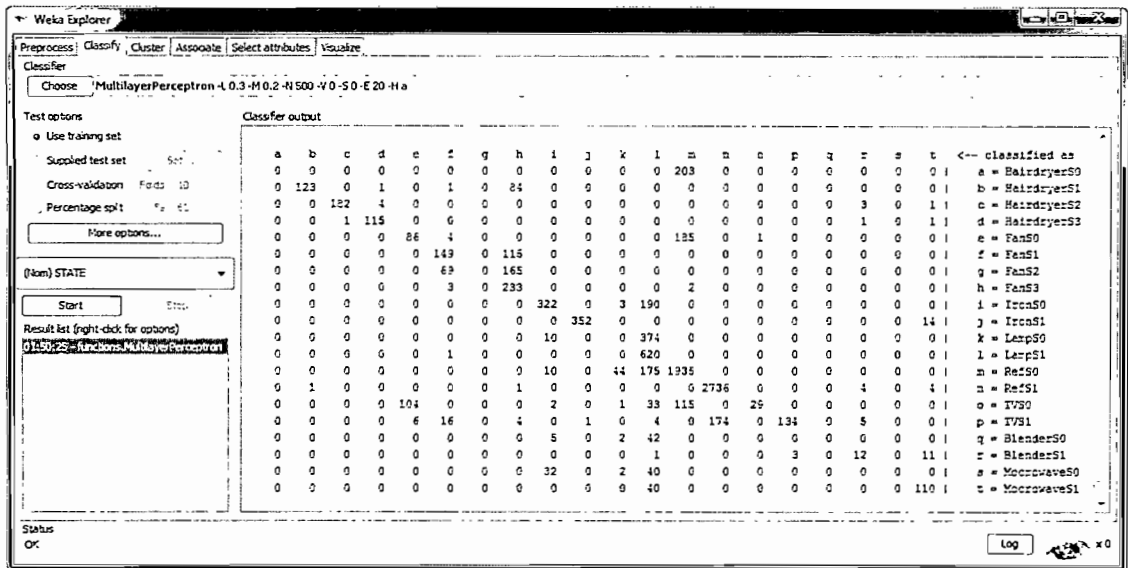 Weka Explorer
Preprocess Classify Cluster Associate Select attributes Visualize
Classifier
Choose MultilayerPerceptron -L 0.3 -M 0.2 -N 500 -V 0 -S 0 -E 20 -H a
Test options
Use training set
Supplied test set
Cross-validation Folds 10
Percentage split %
More options...
(Nom) STATE
Start Stop
Result list (right-click for options)
01:50:25 - functions.MultilayerPerceptron
Classifier output
a b c d e f g h i j k l m n o p q r s t <-- classified as
0 0 0 0 0 0 0 0 0 0 0 0 203 0 0 0 0 0 0 0 | a = HairdryerS0
0 123 0 1 0 1 0 84 0 0 0 0 0 0 0 0 0 0 0 0 | b = HairdryerS1
0 0 182 4 0 0 0 0 0 0 0 0 0 0 0 0 0 3 0 1 | c = HairdryerS2
0 0 1 115 0 0 0 0 0 0 0 0 0 0 0 0 0 1 0 1 | d = HairdryerS3
0 0 0 0 86 4 0 0 0 0 0 0 185 0 1 0 0 0 0 0 | e = FanS0
0 0 0 0 0 149 0 115 0 0 0 0 0 0 0 0 0 0 0 0 | f = FanS1
0 0 0 0 0 69 0 165 0 0 0 0 0 0 0 0 0 0 0 0 | g = FanS2
0 0 0 0 0 3 0 233 0 0 0 0 2 0 0 0 0 0 0 0 | h = FanS3
0 0 0 0 0 0 0 0 322 0 3 190 0 0 0 0 0 0 0 0 | i = IronS0
0 0 0 0 0 0 0 0 0 352 0 0 0 0 0 0 0 0 0 14 | j = IronS1
0 0 0 0 0 0 0 0 10 0 0 374 0 0 0 0 0 0 0 0 | k = LampS0
0 0 0 0 0 1 0 0 0 0 0 620 0 0 0 0 0 0 0 0 | l = LampS1
0 0 0 0 0 0 0 0 10 0 44 175 1935 0 0 0 0 0 0 0 | m = RefS0
0 1 0 0 0 0 0 1 0 0 0 0 0 2736 0 0 0 4 0 4 | n = RefS1
0 0 0 0 104 0 0 0 2 0 1 33 115 0 29 0 0 0 0 0 | o = TVS0
0 0 0 0 6 16 0 4 0 1 0 4 0 174 0 134 0 5 0 0 | p = TVS1
0 0 0 0 0 0 0 0 5 0 2 42 0 0 0 0 0 0 0 0 | q = BlenderS0
0 0 0 0 0 0 0 0 0 0 0 1 0 0 0 3 0 12 0 11 | r = BlenderS1
0 0 0 0 0 0 0 0 32 0 2 40 0 0 0 0 0 0 0 0 | s = MocrowaveS0
0 0 0 0 0 0 0 0 0 0 0 40 0 0 0 0 0 0 0 110 | t = MocrowaveS1
Status
OK
Log x 0